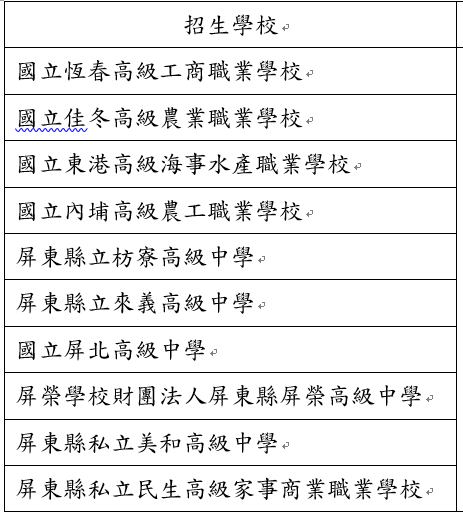 招生學校
國立恆春高級工商職業學校
國立佳冬高級農業職業學校
國立東港高級海事水產職業學校
國立內埔高級農工職業學校
屏東縣立枋寮高級中學
屏東縣立來義高級中學
國立屏北高級中學
屏榮學校財團法人屏東縣屏榮高級中學
屏東縣私立美和高級中學
屏東縣私立民生高級家事商業職業學校